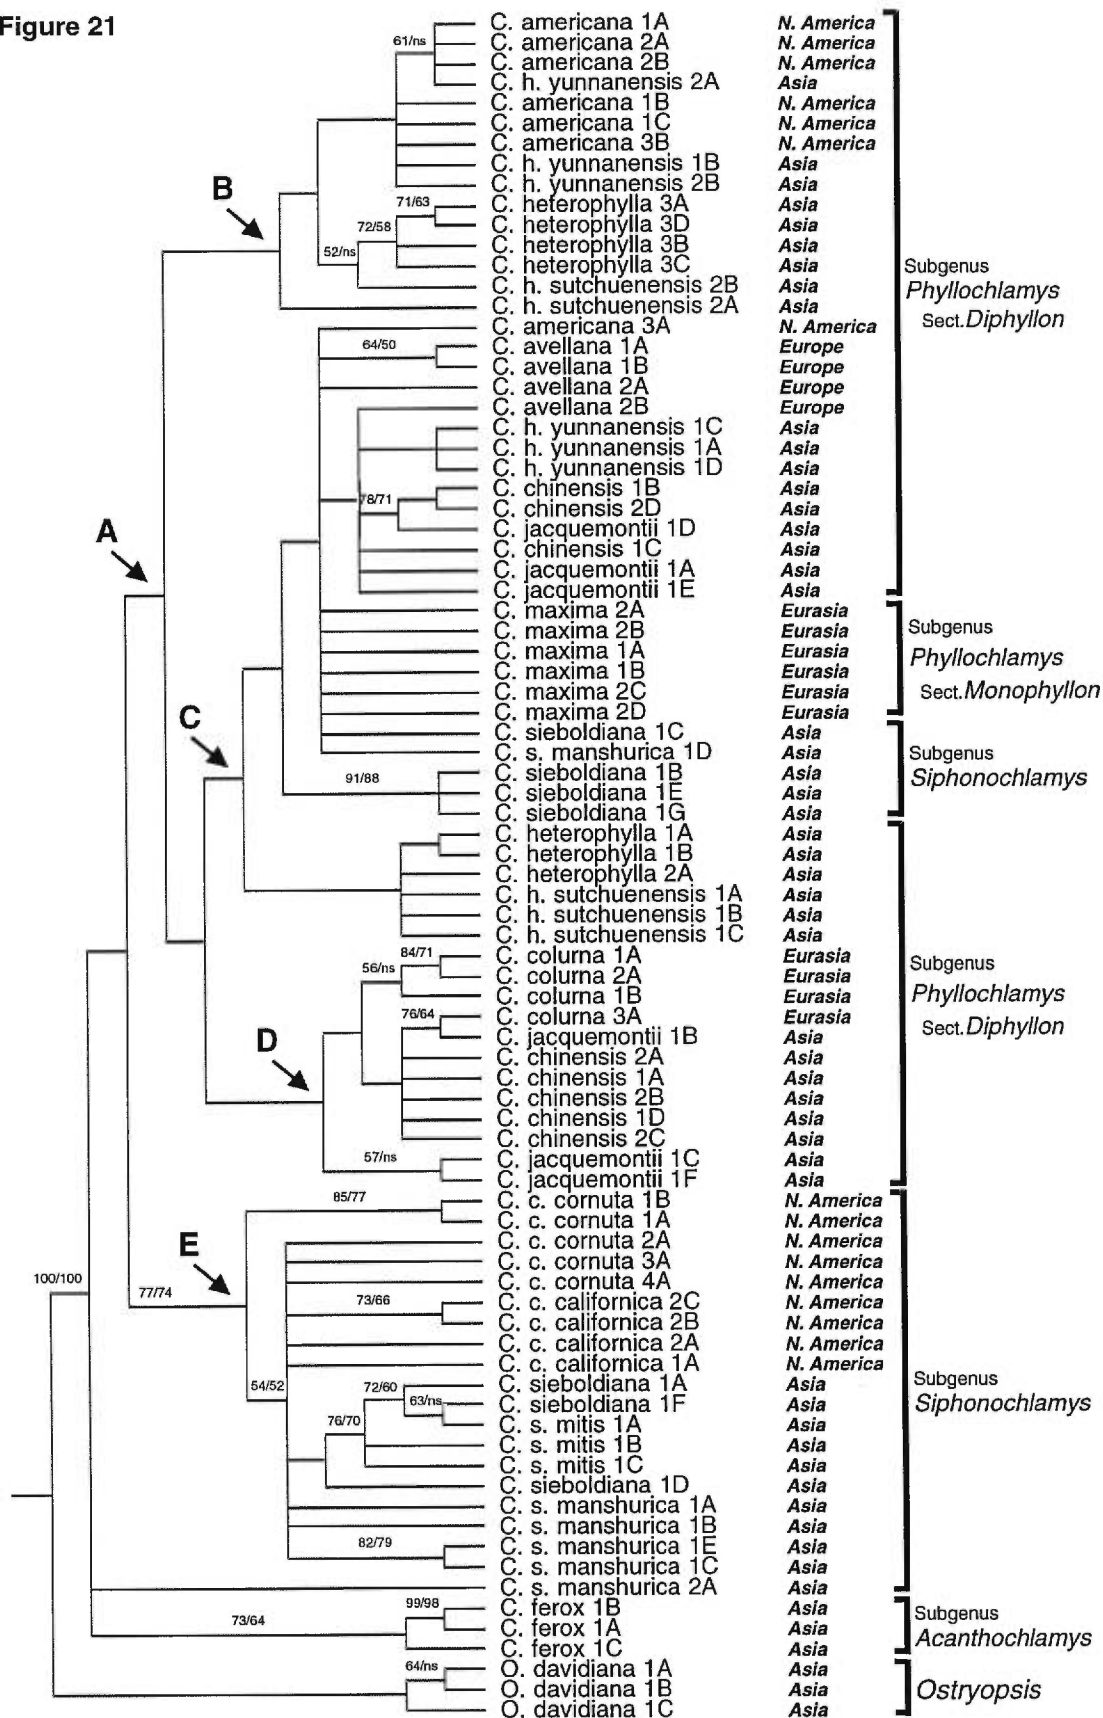 Figure 21
C. americana 1A N. America
61/ns
C. americana 2A N. America
C. americana 2B N. America
C. h. yunnanensis 2A Asia
C. americana 1B N. America
C. americana 1C N. America
C. americana 3B N. America
C. h. yunnanensis 1B Asia
B
C. h. yunnanensis 2B Asia
71/63
C. heterophylla 3A Asia
72/58
C. heterophylla 3D Asia
52/ns
C. heterophylla 3B Asia
C. heterophylla 3C Asia
C. h. sutchuenensis 2B Asia
C. h. sutchuenensis 2A Asia
Subgenus
Phyllochlamys
Sect. Diphyllon
C. americana 3A N. America
64/50
C. avellana 1A Europe
C. avellana 1B Europe
C. avellana 2A Europe
C. avellana 2B Europe
C. h. yunnanensis 1C Asia
C. h. yunnanensis 1A Asia
C. h. yunnanensis 1D Asia
78/71
C. chinensis 1B Asia
C. chinensis 2D Asia
A
C. jacquemontii 1D Asia
C. chinensis 1C Asia
C. jacquemontii 1A Asia
C. jacquemontii 1E Asia
C. maxima 2A Eurasia
C. maxima 2B Eurasia
C. maxima 1A Eurasia
C. maxima 1B Eurasia
C. maxima 2C Eurasia
C. maxima 2D Eurasia
Subgenus
Phyllochlamys
Sect. Monophyllon
C
C. sieboldiana 1C Asia
C. s. manshurica 1D Asia
91/88
C. sieboldiana 1B Asia
C. sieboldiana 1E Asia
C. sieboldiana 1G Asia
Subgenus
Siphonochlamys
C. heterophylla 1A Asia
C. heterophylla 1B Asia
C. heterophylla 2A Asia
C. h. sutchuenensis 1A Asia
C. h. sutchuenensis 1B Asia
C. h. sutchuenensis 1C Asia
84/71
C. colurna 1A Eurasia
56/ns
C. colurna 2A Eurasia
C. colurna 1B Eurasia
76/64
C. colurna 3A Eurasia
Subgenus
Phyllochlamys
Sect. Diphyllon
D
C. jacquemontii 1B Asia
C. chinensis 2A Asia
C. chinensis 1A Asia
C. chinensis 2B Asia
C. chinensis 1D Asia
C. chinensis 2C Asia
57/ns
C. jacquemontii 1C Asia
C. jacquemontii 1F Asia
85/77
C. c. cornuta 1B N. America
C. c. cornuta 1A N. America
E
C. c. cornuta 2A N. America
C. c. cornuta 3A N. America
100/100
C. c. cornuta 4A N. America
77/74
73/66
C. c. californica 2C N. America
C. c. californica 2B N. America
C. c. californica 2A N. America
C. c. californica 1A N. America
54/52
72/60
C. sieboldiana 1A Asia
63/ns
C. sieboldiana 1F Asia
76/70
C. s. mitis 1A Asia
C. s. mitis 1B Asia
C. s. mitis 1C Asia
C. sieboldiana 1D Asia
C. s. manshurica 1A Asia
C. s. manshurica 1B Asia
82/79
C. s. manshurica 1E Asia
C. s. manshurica 1C Asia
C. s. manshurica 2A Asia
Subgenus
Siphonochlamys
99/98
C. ferox 1B Asia
73/64
C. ferox 1A Asia
C. ferox 1C Asia
Subgenus
Acanthochlamys
64/ns
O. davidiana 1A Asia
O. davidiana 1B Asia
O. davidiana 1C Asia
Ostryopsis